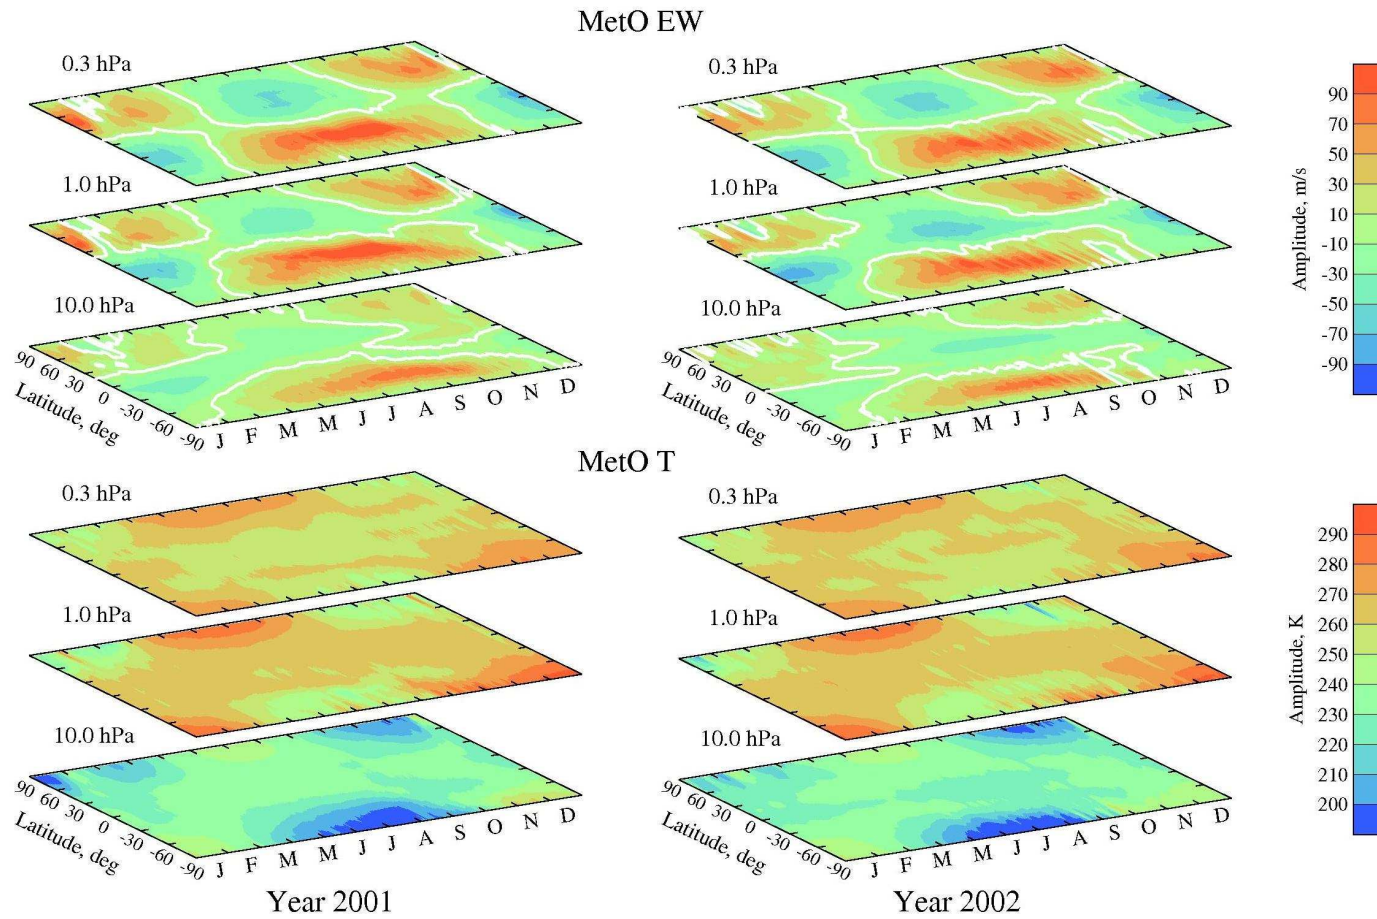 MetO EW
0.3 hPa
1.0 hPa
10.0 hPa
90 60 30 0 -30 -60 -90
Latitude, deg
J F M M J J A S O N D
0.3 hPa
1.0 hPa
10.0 hPa
90 60 30 0 -30 -60 -90
Latitude, deg
J F M M J J A S O N D
90
70
50
30
10
-10
-30
-50
-70
-90
Amplitude, m/s
MetO T
0.3 hPa
1.0 hPa
10.0 hPa
90 60 30 0 -30 -60 -90
Latitude, deg
J F M M J J A S O N D
Year 2001
0.3 hPa
1.0 hPa
10.0 hPa
90 60 30 0 -30 -60 -90
Latitude, deg
J F M M J J A S O N D
Year 2002
290
280
270
260
250
240
230
220
210
200
Amplitude, K